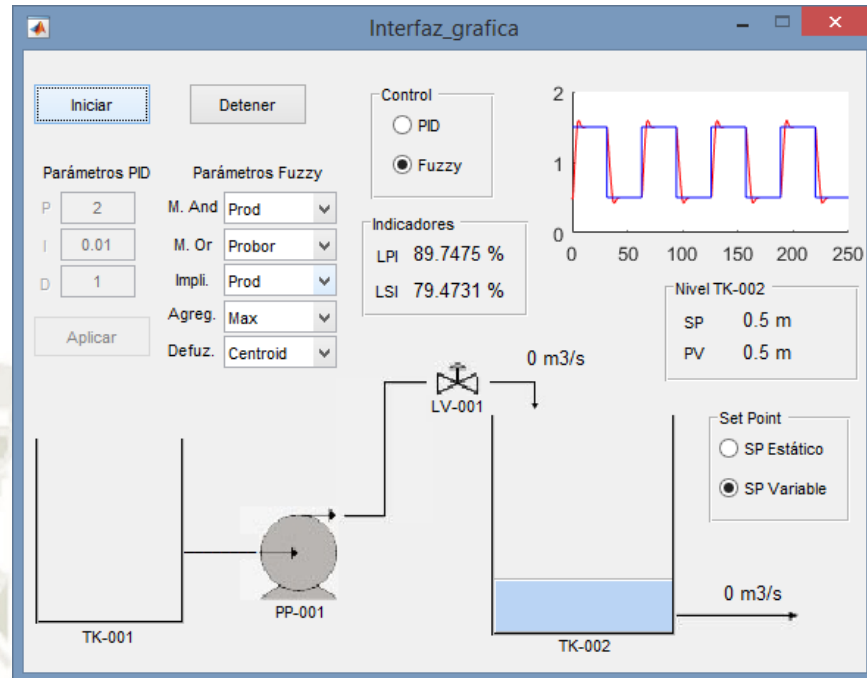 Interfaz_grafica
Iniciar
Detener
Control
PID
Fuzzy
Parámetros PID
P 2
I 0.01
D 1
Aplicar
Parámetros Fuzzy
M. And Prod
M. Or Probor
Impli. Prod
Agreg. Max
Defuz. Centroid
Indicadores
LPI 89.7475 %
LSI 79.4731 %
2
1
0
0 50 100 150 200 250
Nivel TK-002
SP 0.5 m
PV 0.5 m
0 m3/s
LV-001
Set Point
SP Estático
SP Variable
0 m3/s
PP-001
TK-001
TK-002